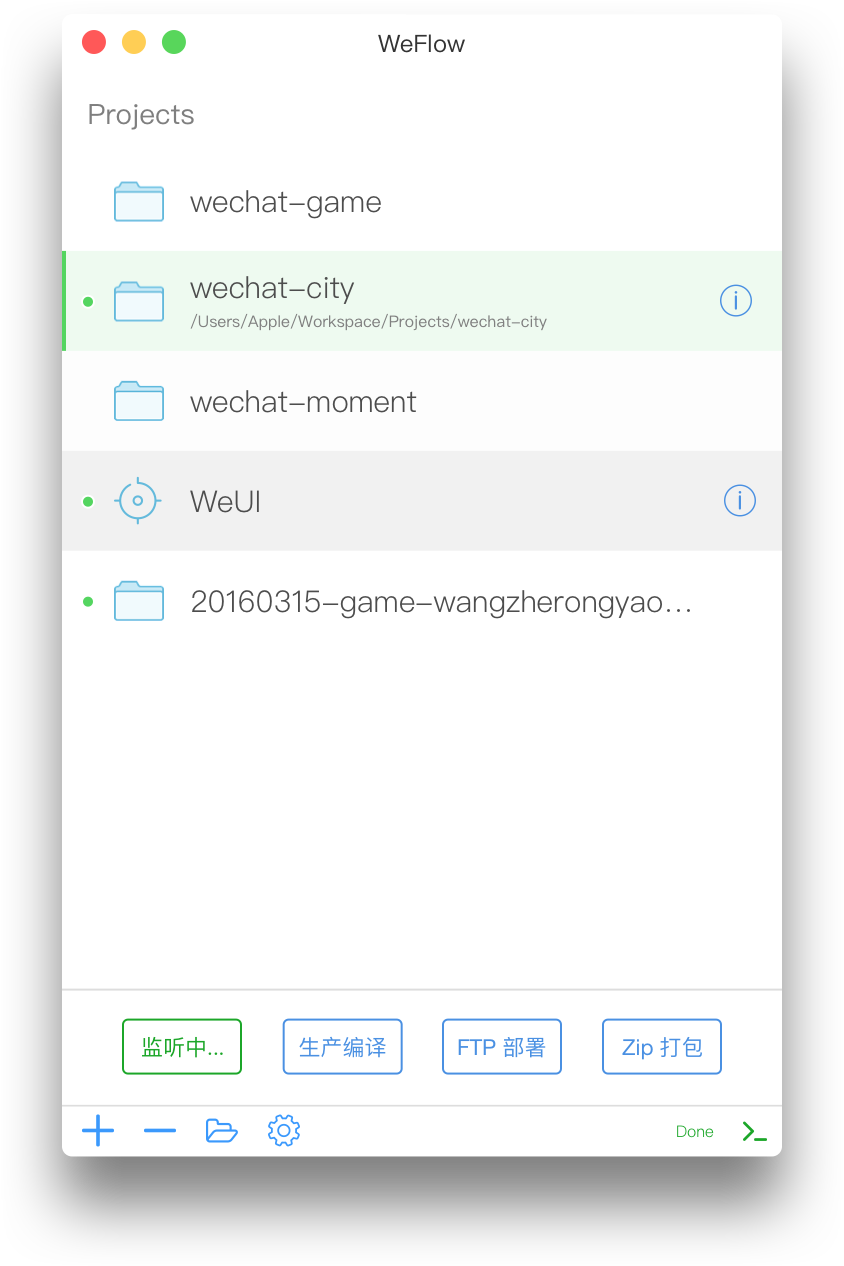 WeFlow
Projects
wechat-game
wechat-city
/Users/Apple/Workspace/Projects/wechat-city
wechat-moment
WeUI
20160315-game-wangzherongyao...
监听中...
生产编译
FTP 部署
Zip 打包
Done